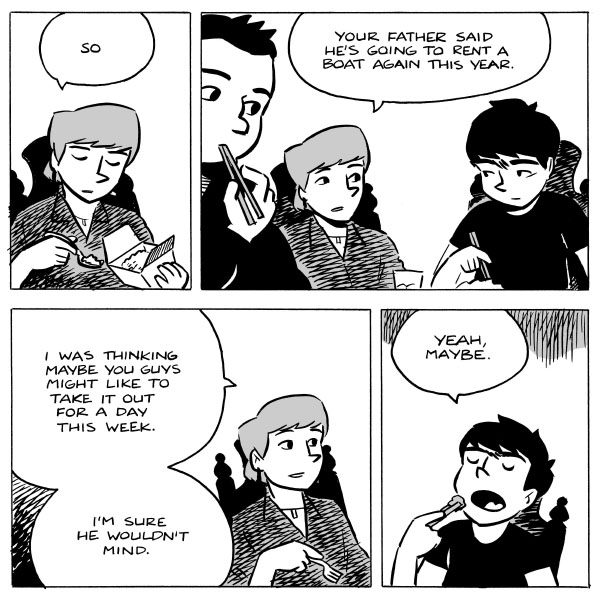 SO
YOUR FATHER SAID
HE'S GOING TO RENT A
BOAT AGAIN THIS YEAR.
I WAS THINKING
MAYBE YOU GUYS
MIGHT LIKE TO
TAKE IT OUT
FOR A DAY
THIS WEEK.
I'M SURE
HE WOULDN'T
MIND.
YEAH,
MAYBE.